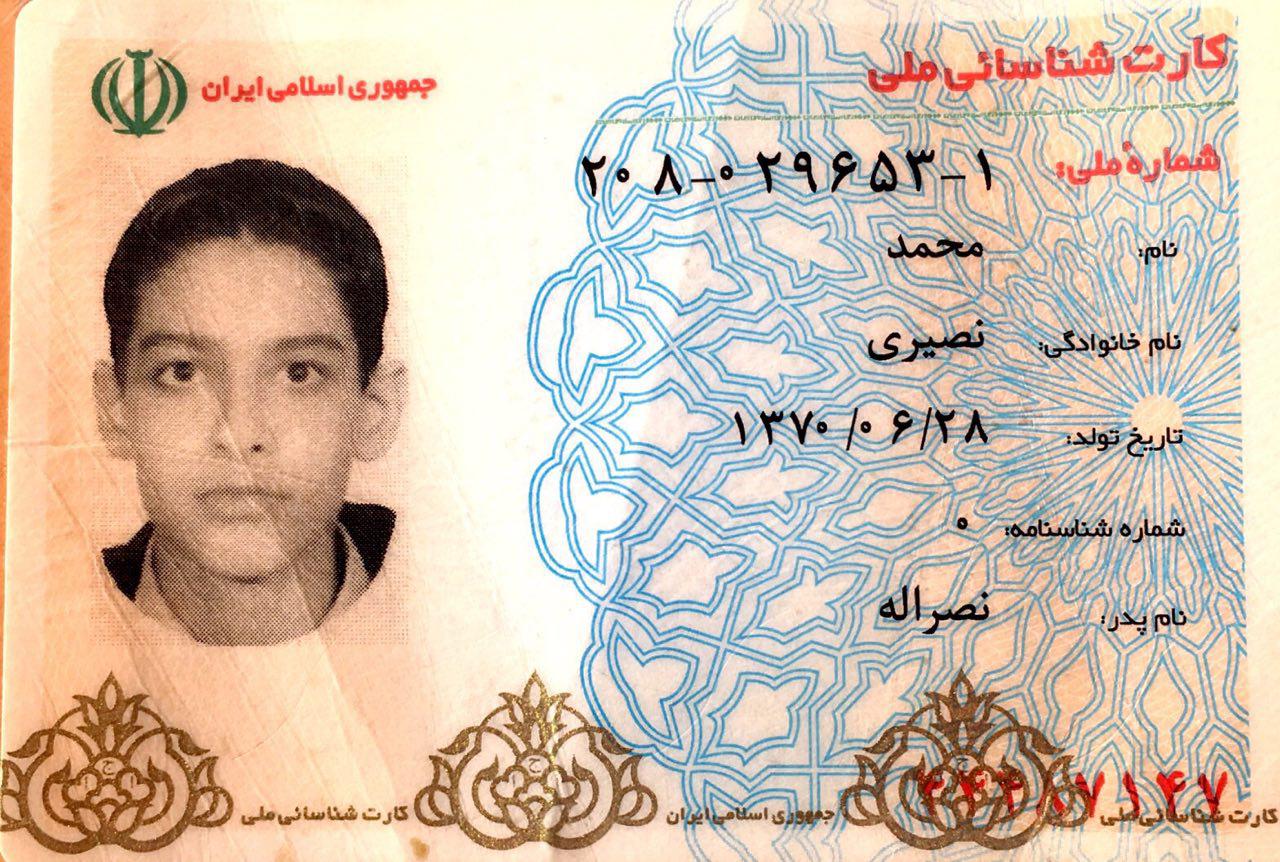 کارت شناسائی ملی
جمهوری اسلامی ایران
شمارهٔ ملی: ۲۰۸-۰۲۹۶۵۳-۱
نام: محمد
نام خانوادگی: نصیری
تاریخ تولد: ۱۳۷۰/۰۶/۲۸
شماره شناسنامه: ۰
نام پدر: نصراله
کارت شناسائی ملی جمهوری اسلامی ایران کارت شناسائی ملی